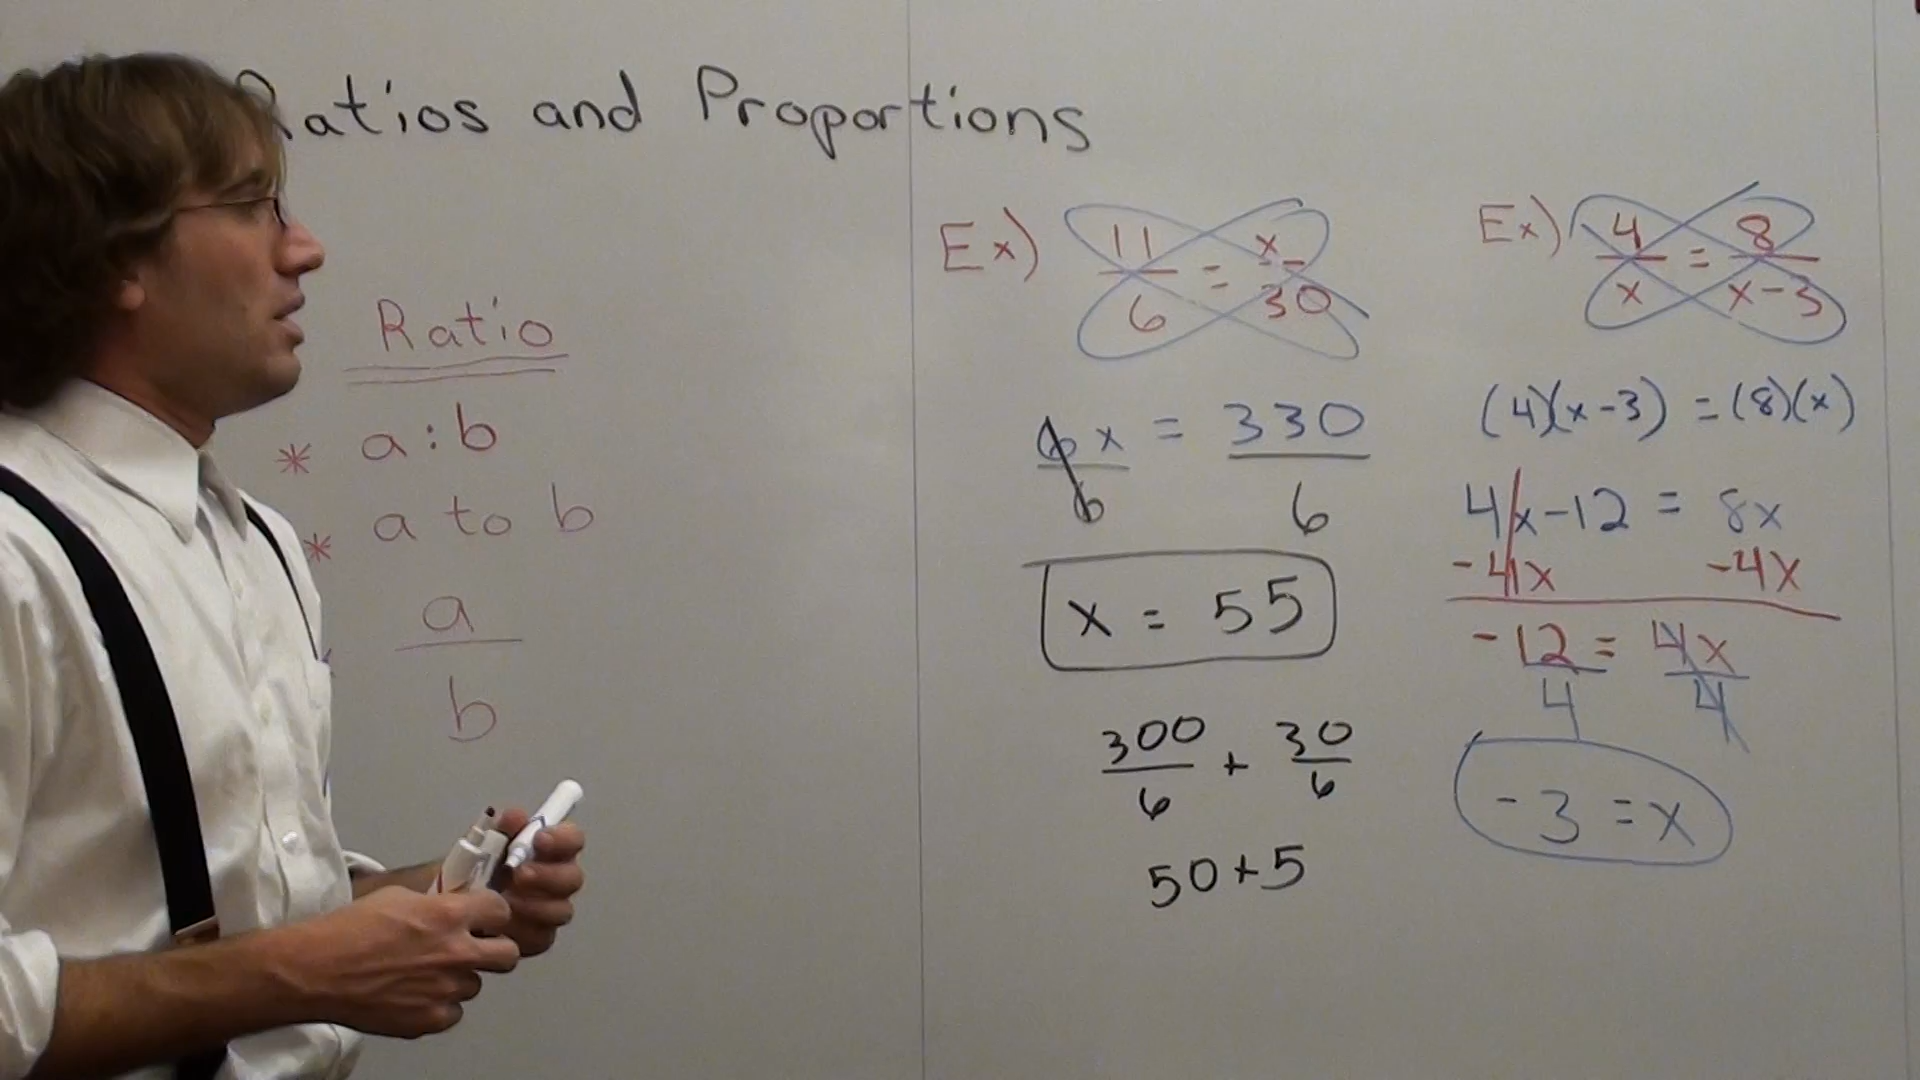 Ratios and Proportions
Ratio
* a:b
* a to b
a
b
Ex) 11/6 = x/30
6x/6 = 330/6
x = 55
300/6 + 30/6
50+5
Ex) 4/x = 8/x-3
(4)(x-3) = (8)(x)
4x-12 = 8x
-4x -4x
-12/4 = 4x/4
-3 = x